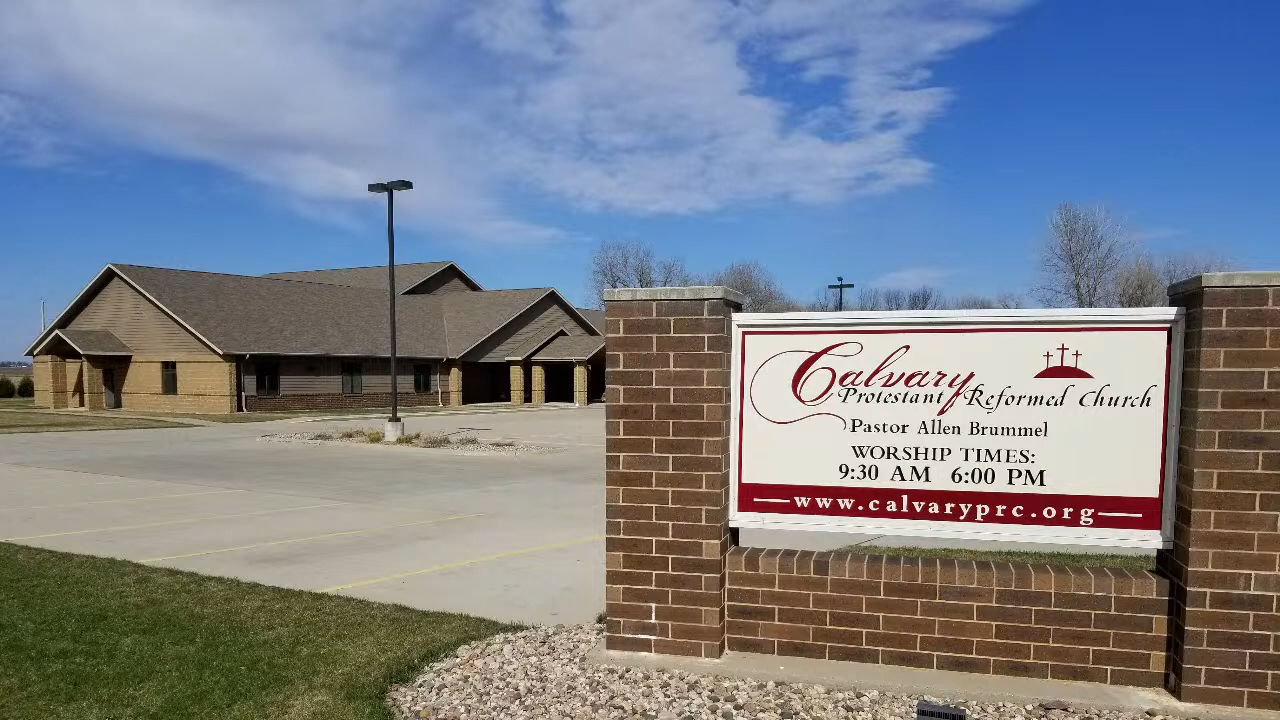 Calvary
Protestant Reformed Church
Pastor Allen Brummel
WORSHIP TIMES:
9:30 AM 6:00 PM
www.calvaryprc.org